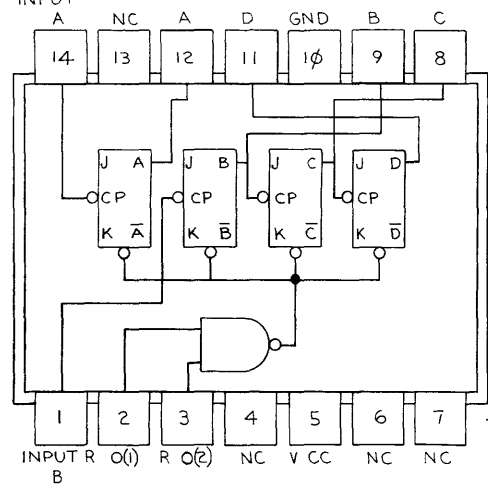 INPUT
A NC A D GND B C
14 13 12 11 10 9 8
J A J B J C J D
CP CP CP CP
K A̅ K B̅ K C̅ K D̅
1 2 3 4 5 6 7
INPUT R O(1) R O(2) NC V CC NC NC
B